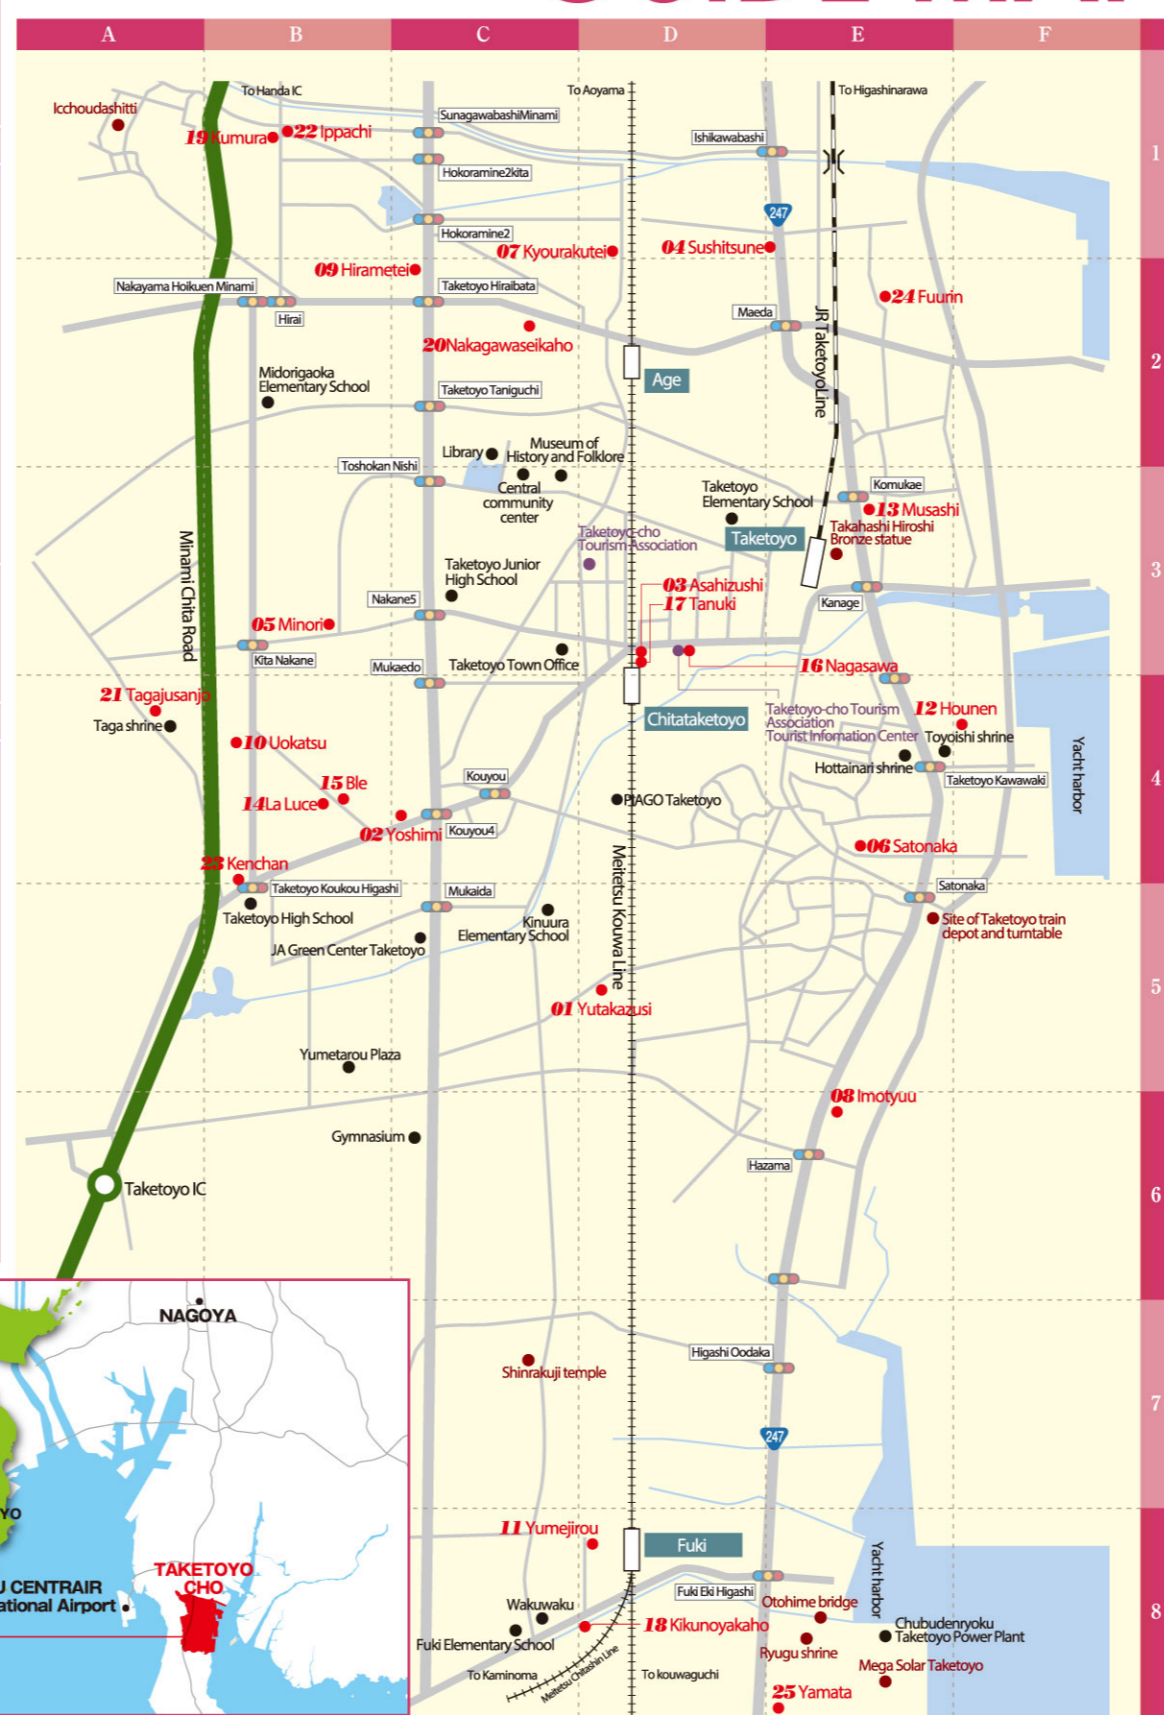 A B C D E F
To Handa IC
To Aoyama
To Higashinarawa
Icchoudashitti
SunagawabashiMinami
19 Kumura
22 Ippachi
Ishikawabashi
1
Hokoramine2kita
247
Hokoramine2
07 Kyourakutei
04 Sushitsune
09 Hirametei
Nakayama Hoikuen Minami
Taketoyo Hiraibata
24 Fuurin
Hirai
Maeda
JR TaketoyoLine
20 Nakagawaseikaho
2
Midorigaoka
Elementary School
Age
Taketoyo Taniguchi
Library
Museum of
History and Folklore
Toshokan Nishi
Central
community
center
Taketoyo
Elementary School
Komukae
13 Musashi
Takahashi Hiroshi
Bronze statue
Taketoyo-cho
Tourism Association
Taketoyo
Minami Chita Road
Taketoyo Junior
High School
3
03 Asahizushi
17 Tanuki
Nakane5
Kanage
05 Minori
Kita Nakane
Mukaedo
Taketoyo Town Office
16 Nagasawa
21 Tagajusanjo
Taga shrine
Chitataketoyo
Taketoyo-cho Tourism
Association
Tourist Infomation Center
12 Hounen
Toyoishi shrine
10 Uokatsu
Hottainari shrine
Yacht harbor
15 Ble
Kouyou
Taketoyo Kawawaki
4
14 La Luce
PIAGO Taketoyo
02 Yoshimi
Kouyou4
06 Satonaka
23 Kenchan
Meitetsu Kouwa Line
Taketoyo Koukou Higashi
Mukaida
Satonaka
Taketoyo High School
Kinuura
Elementary School
Site of Taketoyo train
depot and turntable
JA Green Center Taketoyo
5
01 Yutakazusi
Yumetarou Plaza
08 Imotyuu
Gymnasium
Hazama
Taketoyo IC
6
NAGOYA
Higashi Oodaka
Shinrakuji temple
7
247
YO
11 Yumejirou
Fuki
Yacht harbor
TAKETOYO
CHO
J CENTRAIR
ational Airport
Fuki Eki Higashi
Otohime bridge
Wakuwaku
8
18 Kikunoyakaho
Chubudenryoku
Taketoyo Power Plant
Fuki Elementary School
Ryugu shrine
Mega Solar Taketoyo
To Kaminoma
Meitetsu Chitashin Line
To kouwaguchi
25 Yamata